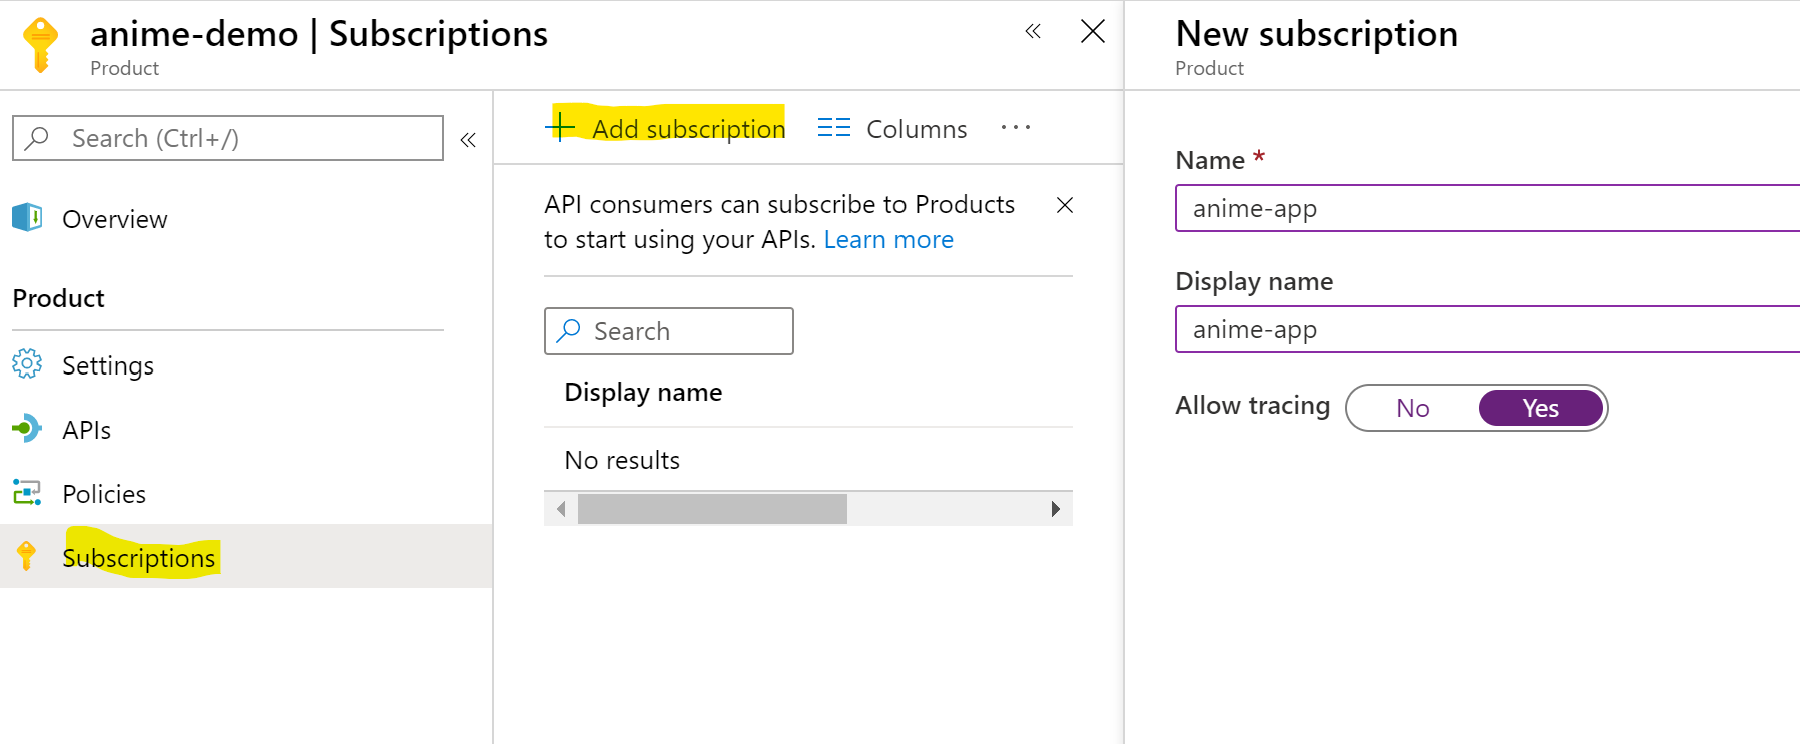 anime-demo | Subscriptions
Product
Search (Ctrl+/)
Overview
Product
Settings
APIs
Policies
Subscriptions
Add subscription
Columns
API consumers can subscribe to Products
to start using your APIs. Learn more
Search
Display name
No results
New subscription
Product
Name *
anime-app
Display name
anime-app
Allow tracing No Yes